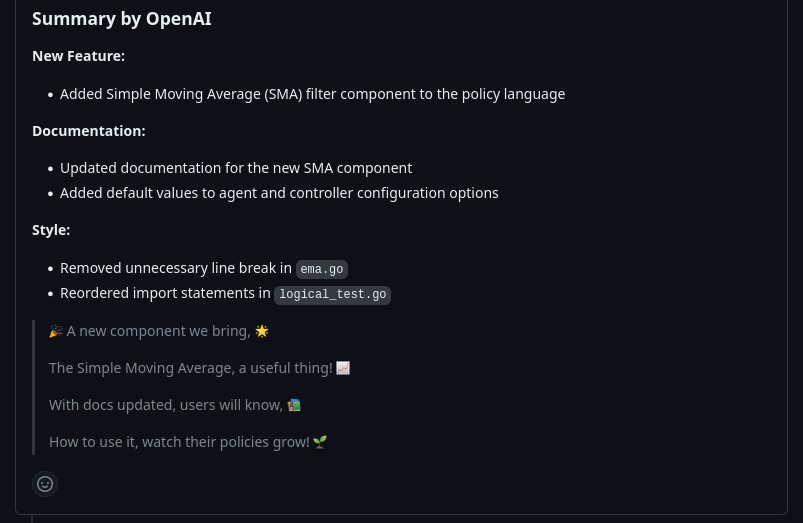 Summary by OpenAI
New Feature:
• Added Simple Moving Average (SMA) filter component to the policy language
Documentation:
• Updated documentation for the new SMA component
• Added default values to agent and controller configuration options
Style:
• Removed unnecessary line break in ema.go
• Reordered import statements in logical_test.go
🎉 A new component we bring, 🌟
The Simple Moving Average, a useful thing! 📈
With docs updated, users will know, 📚
How to use it, watch their policies grow! 🌱